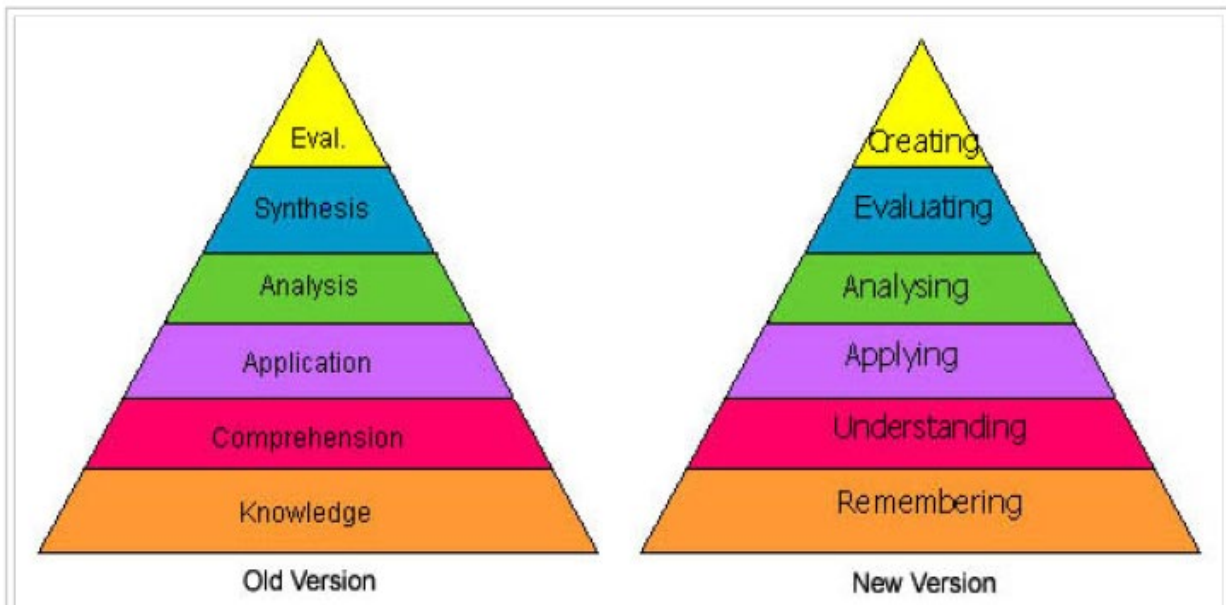 Eval.
Synthesis
Analysis
Application
Comprehension
Knowledge
Old Version
Creating
Evaluating
Analysing
Applying
Understanding
Remembering
New Version